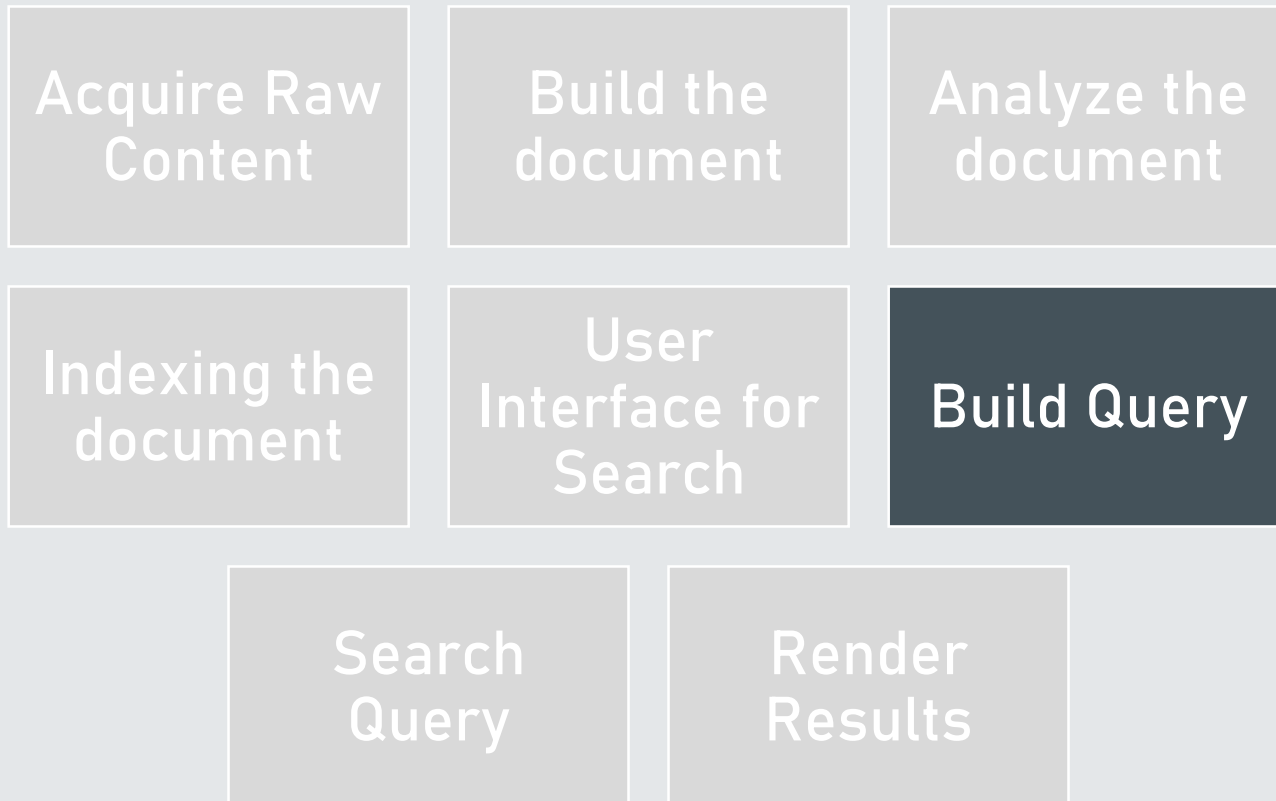 Acquire Raw
Content
Build the
document
Analyze the
document
Indexing the
document
User
Interface for
Search
Build Query
Search
Query
Render
Results